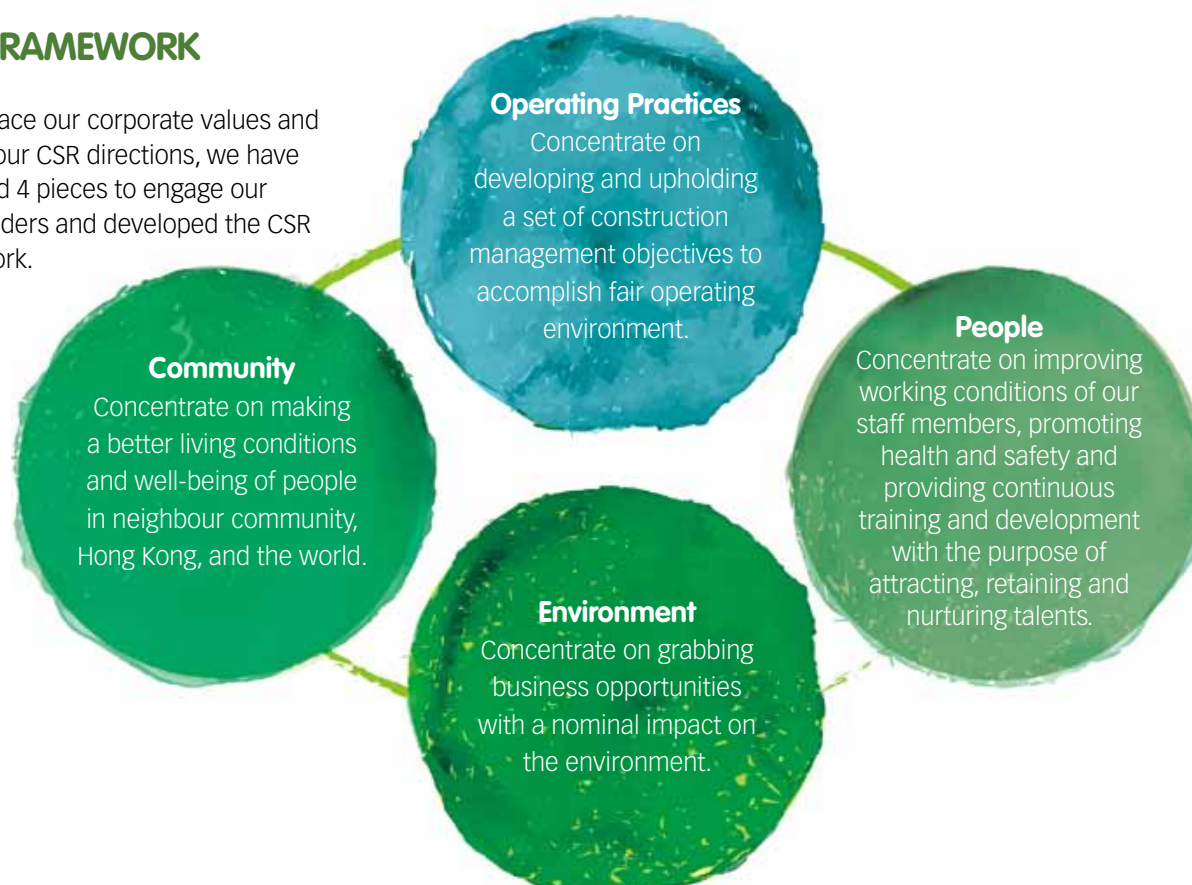 RAMEWORK
ace our corporate values and
our CSR directions, we have
d 4 pieces to engage our
ders and developed the CSR
ork.
Operating Practices
Concentrate on
developing and upholding
a set of construction
management objectives to
accomplish fair operating
environment.
Community
Concentrate on making
a better living conditions
and well-being of people
in neighbour community,
Hong Kong, and the world.
People
Concentrate on improving
working conditions of our
staff members, promoting
health and safety and
providing continuous
training and development
with the purpose of
attracting, retaining and
nurturing talents.
Environment
Concentrate on grabbing
business opportunities
with a nominal impact on
the environment.